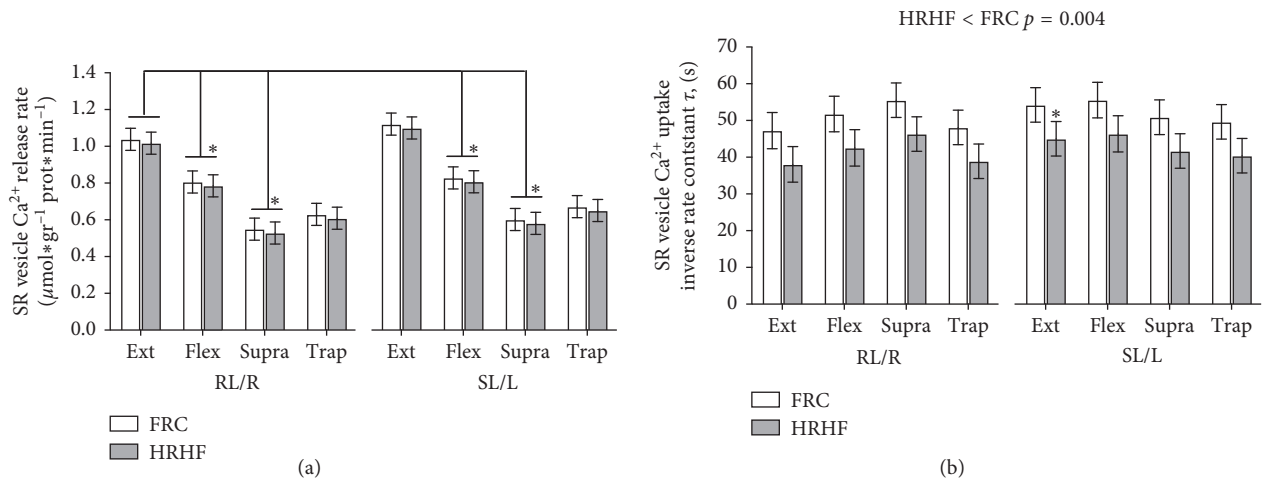 SR vesicle Ca²⁺ release rate
(μmol∗gr⁻¹ prot∗min⁻¹)
1.4
1.2
1.0
0.8
0.6
0.4
0.2
0.0
∗
∗
∗
∗
Ext Flex Supra Trap
Ext Flex Supra Trap
RL/R
SL/L
FRC
HRHF
(a)
HRHF < FRC p = 0.004
SR vesicle Ca²⁺ uptake
inverse rate contstant τ, (s)
70
60
50
40
30
20
10
0
∗
Ext Flex Supra Trap
Ext Flex Supra Trap
RL/R
SL/L
FRC
HRHF
(b)